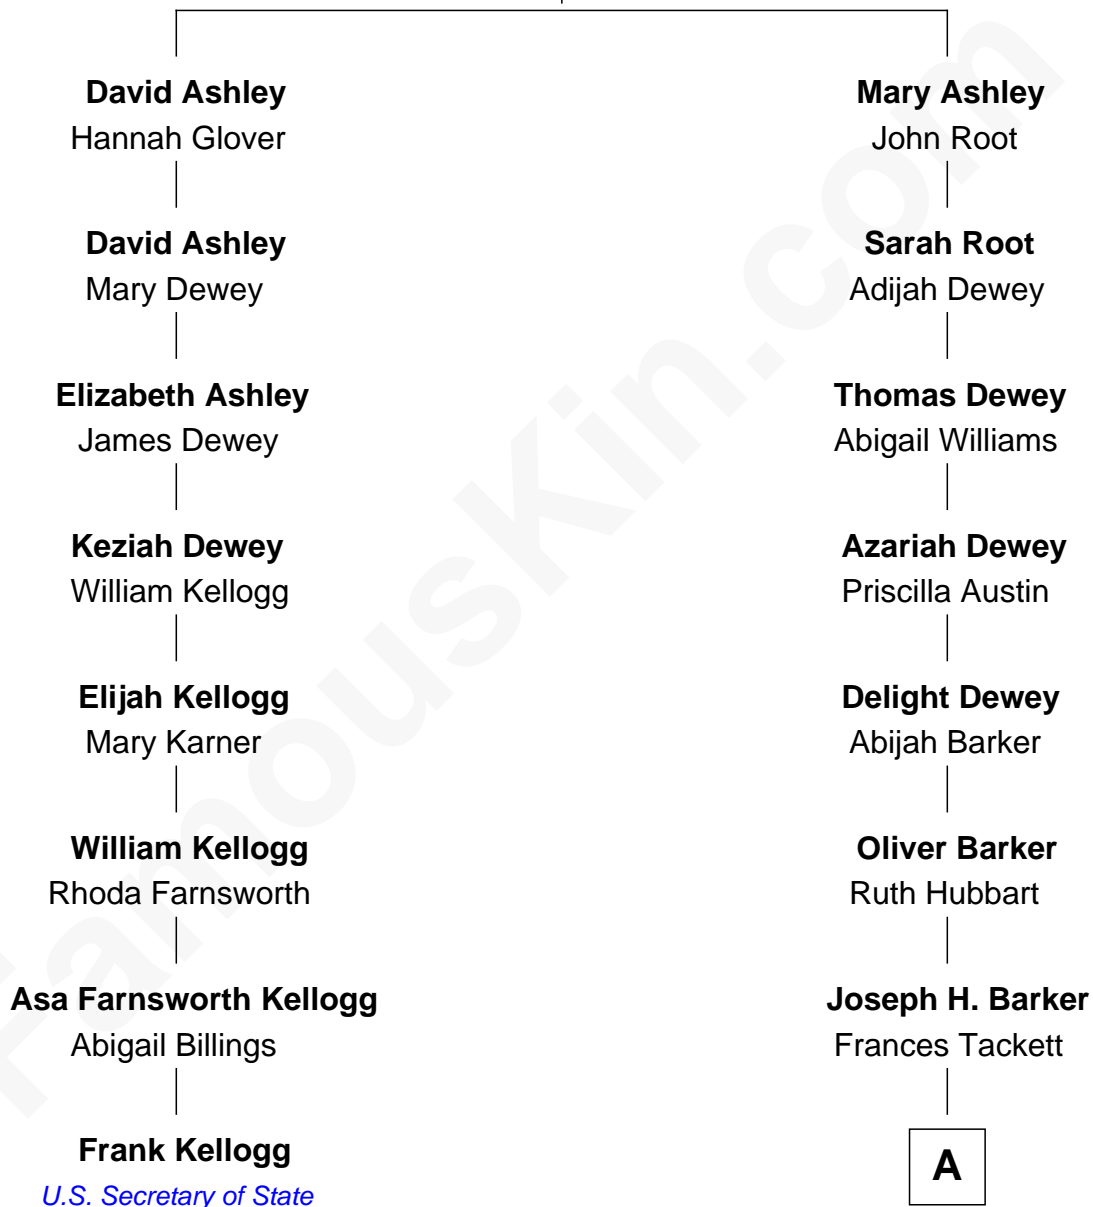 David Ashley
Hannah Glover
David Ashley
Mary Dewey
Elizabeth Ashley
James Dewey
Keziah Dewey
William Kellogg
Elijah Kellogg
Mary Karner
William Kellogg
Rhoda Farnsworth
Asa Farnsworth Kellogg
Abigail Billings
Frank Kellogg
U.S. Secretary of State
Mary Ashley
John Root
Sarah Root
Adijah Dewey
Thomas Dewey
Abigail Williams
Azariah Dewey
Priscilla Austin
Delight Dewey
Abijah Barker
Oliver Barker
Ruth Hubbart
Joseph H. Barker
Frances Tackett
A
FamousKin.com